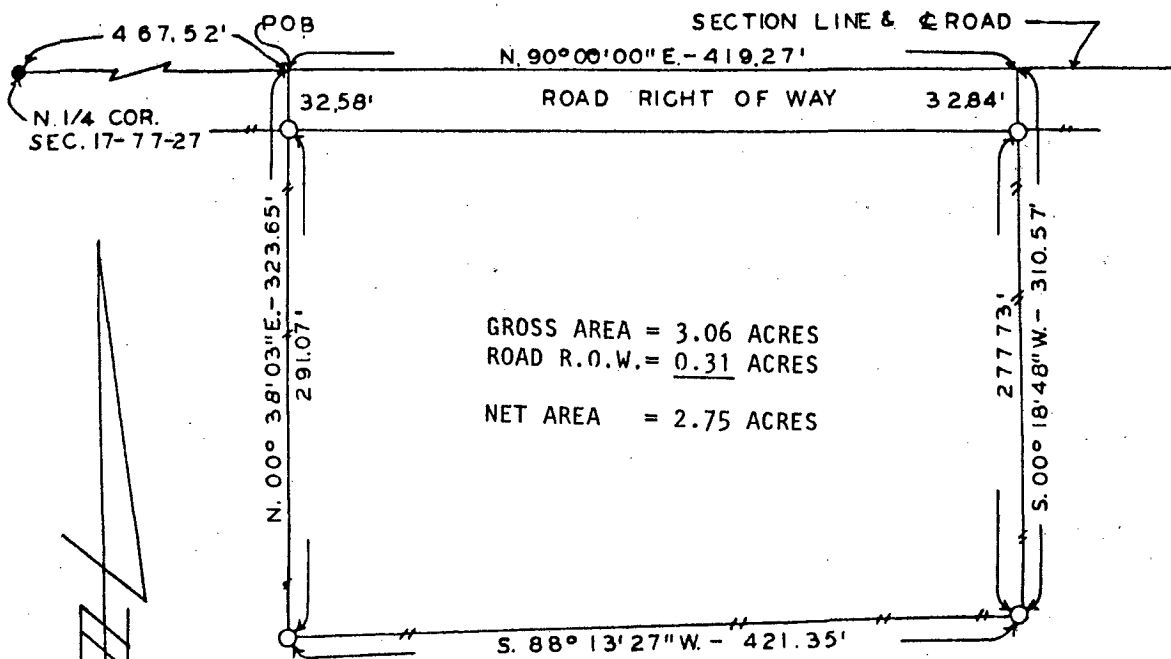 467.52'
POB
SECTION LINE & ℄ ROAD
N. 90°00'00"E.-419.27'
32.58'
ROAD RIGHT OF WAY
32.84'
N. 1/4 COR.
SEC. 17-77-27
N. 00° 38'03"E.-323.65'
291.07'
GROSS AREA = 3.06 ACRES
ROAD R.O.W.= 0.31 ACRES
NET AREA = 2.75 ACRES
277.73'
S. 00° 18'48"W.- 310.57'
S. 88° 13'27"W. - 421.35'